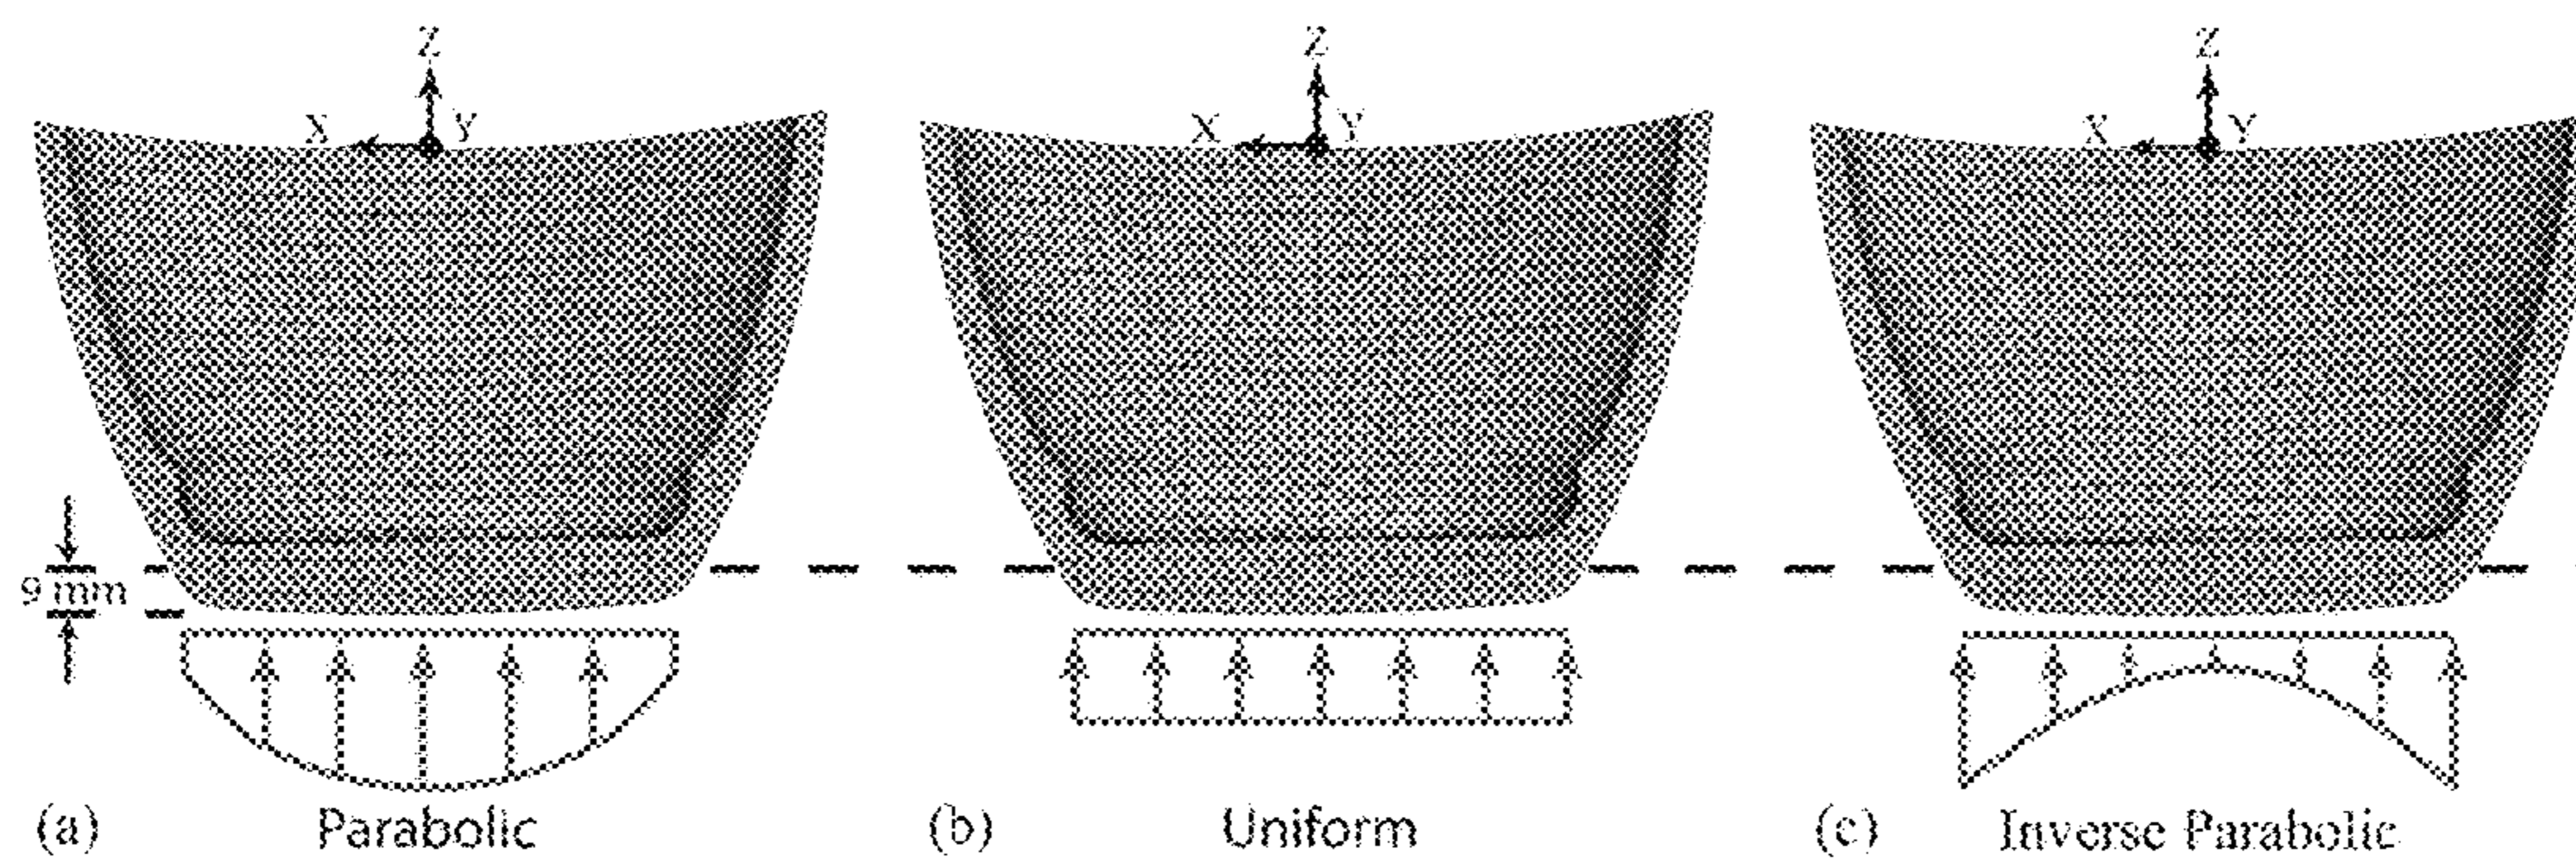 Z Z Z
X Y X Y X Y
9 mm
(a) Parabolic (b) Uniform (c) Inverse Parabolic